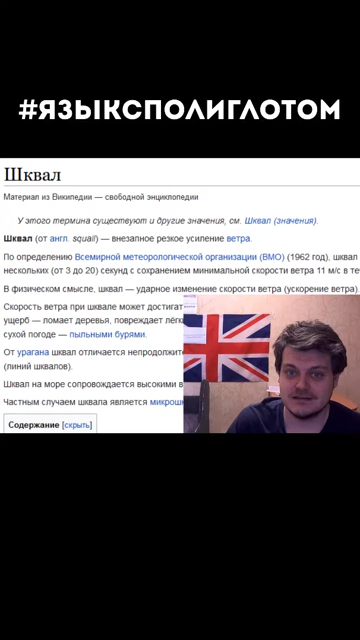 #ЯЗЫКСПОЛИГЛОТОМ
Шквал
Материал из Википедии — свободной энциклопедии
У этого термина существуют и другие значения, см. Шквал (значения).
Шквал (от англ. squall) — внезапное резкое усиление ветра.
По определению Всемирной метеорологической организации (ВМО) (1962 год), шквал
нескольких (от 3 до 20) секунд с сохранением минимальной скорости ветра 11 м/с в те
В физическом смысле, шквал — ударное изменение скорости ветра (ускорение ветра).
Скорость ветра при шквале может достигат
ущерб — ломает деревья, повреждает лёгк
сухой погоде — пыльными бурями.
От урагана шквал отличается непродолжите
(линий шквалов).
Шквал на море сопровождается высокими в
Частным случаем шквала является микрош
Содержание [скрыть]